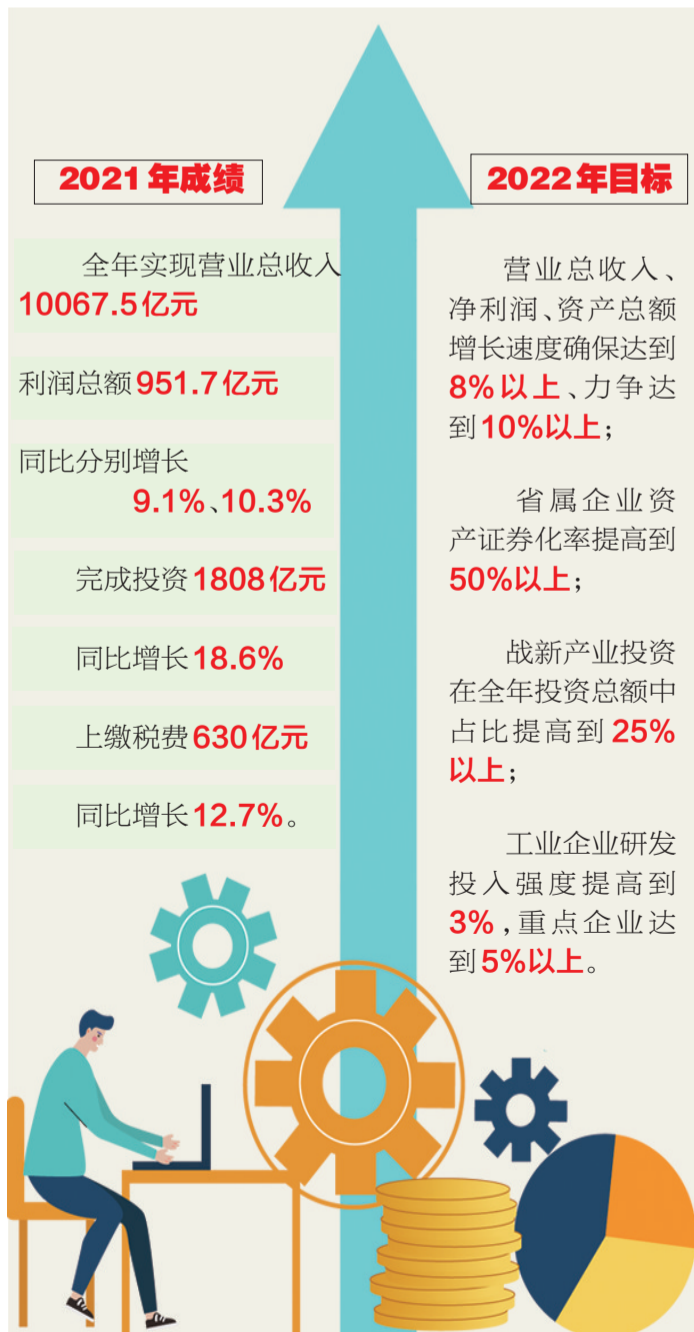 2021年成绩
全年实现营业总收入
10067.5亿元
利润总额951.7亿元
同比分别增长
9.1%、10.3%
完成投资1808亿元
同比增长18.6%
上缴税费630亿元
同比增长12.7%。
2022年目标
营业总收入、
净利润、资产总额
增长速度确保达到
8%以上、力争达
到10%以上；
省属企业资
产证券化率提高到
50%以上；
战新产业投资
在全年投资总额中
占比提高到25%
以上；
工业企业研发
投入强度提高到
3%，重点企业达
到5%以上。